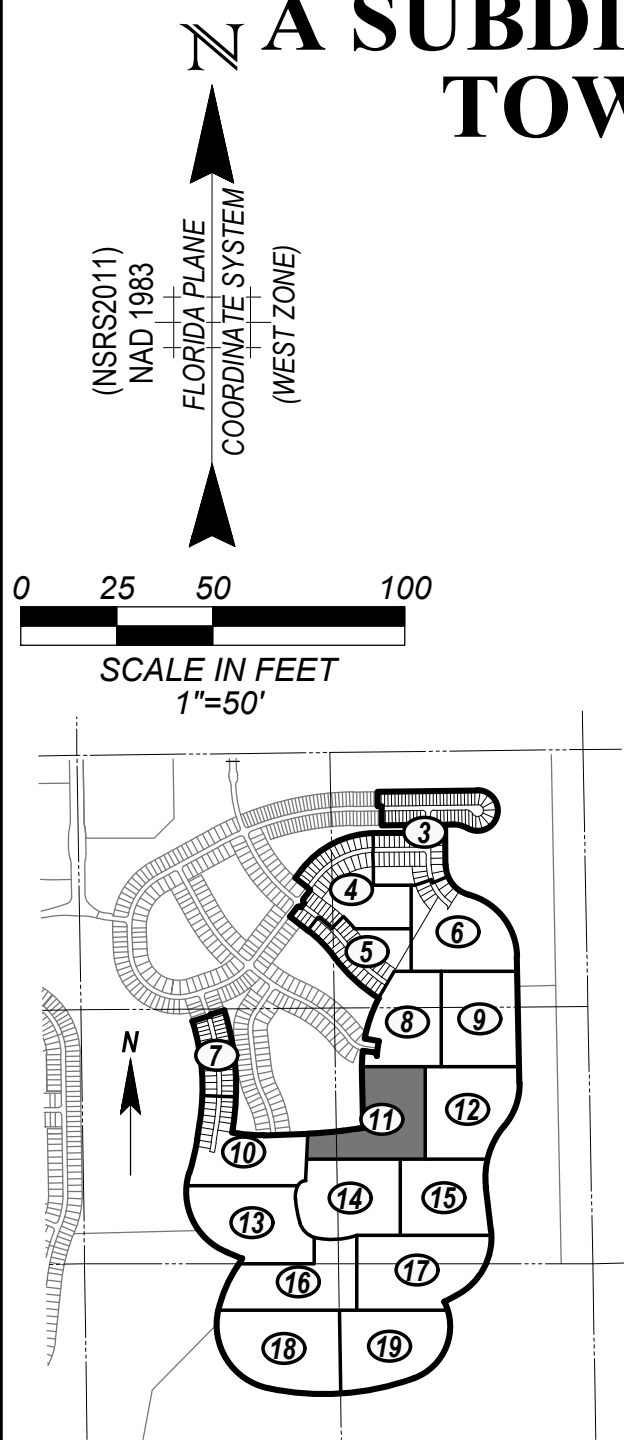 A SUBDI
TOW
N
(NSRS2011)
NAD 1983
FLORIDA PLANE
COORDINATE SYSTEM
(WEST ZONE)
0 25 50 100
SCALE IN FEET
1"=50'
3
4
5
6
7
8
9
N
10
11
12
13
14
15
16
17
18
19